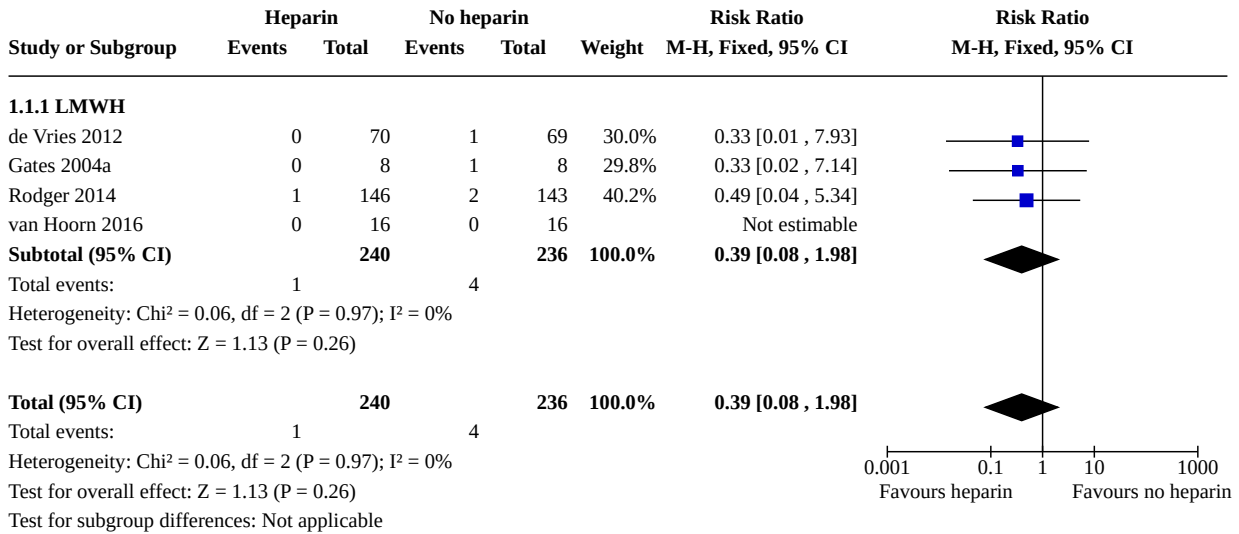 Heparin No heparin Risk Ratio Risk Ratio
Study or Subgroup Events Total Events Total Weight M-H, Fixed, 95% CI M-H, Fixed, 95% CI
1.1.1 LMWH
de Vries 2012 0 70 1 69 30.0% 0.33 [0.01 , 7.93]
Gates 2004a 0 8 1 8 29.8% 0.33 [0.02 , 7.14]
Rodger 2014 1 146 2 143 40.2% 0.49 [0.04 , 5.34]
van Hoorn 2016 0 16 0 16 Not estimable
Subtotal (95% CI) 240 236 100.0% 0.39 [0.08 , 1.98]
Total events: 1 4
Heterogeneity: Chi² = 0.06, df = 2 (P = 0.97); I² = 0%
Test for overall effect: Z = 1.13 (P = 0.26)
Total (95% CI) 240 236 100.0% 0.39 [0.08 , 1.98]
Total events: 1 4
Heterogeneity: Chi² = 0.06, df = 2 (P = 0.97); I² = 0%
0.001 0.1 1 10 1000
Test for overall effect: Z = 1.13 (P = 0.26) Favours heparin Favours no heparin
Test for subgroup differences: Not applicable